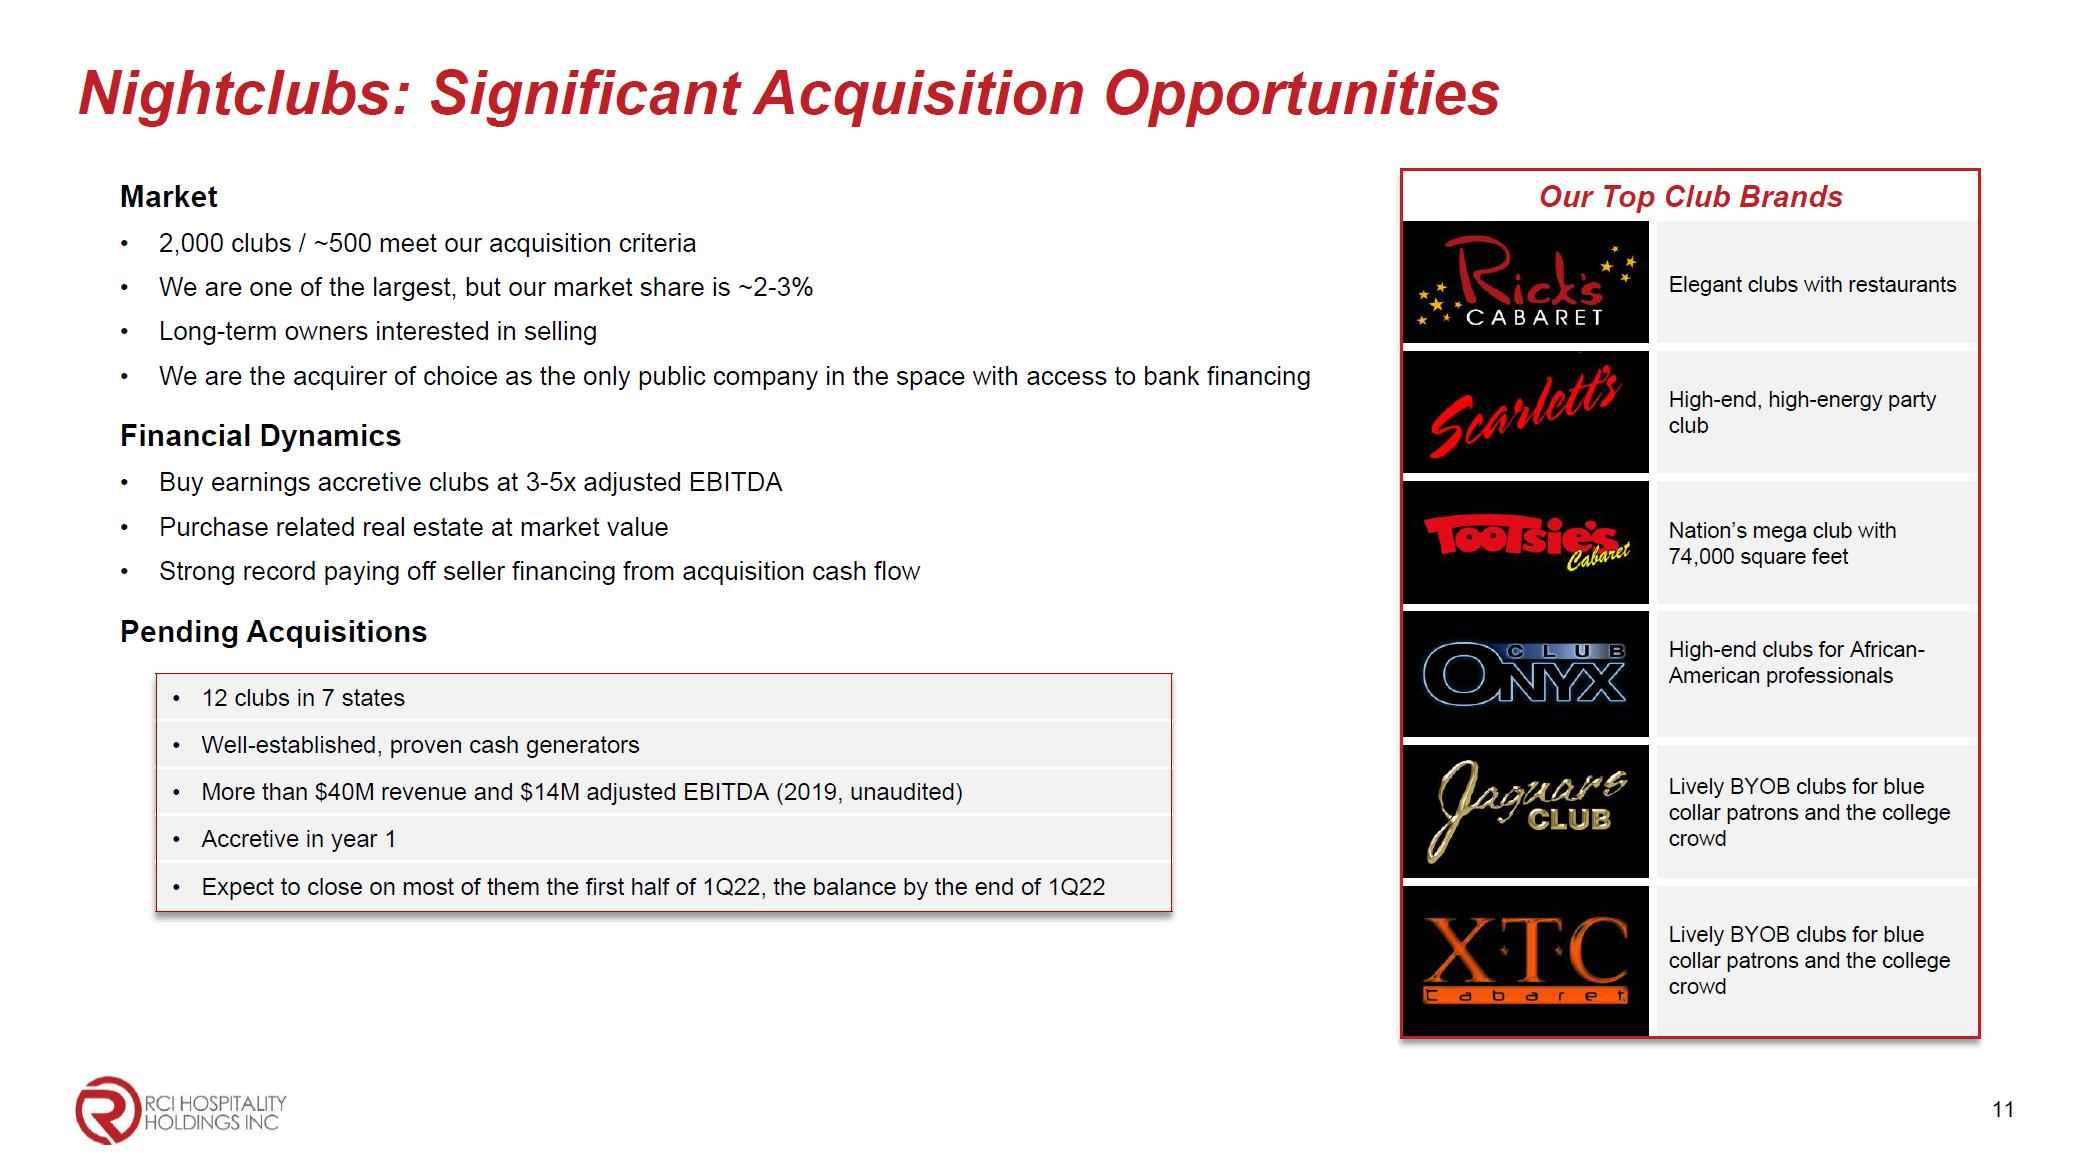 Nightclubs: Significant Acquisition Opportunities
Market
• 2,000 clubs / ~500 meet our acquisition criteria
• We are one of the largest, but our market share is ~2-3%
• Long-term owners interested in selling
• We are the acquirer of choice as the only public company in the space with access to bank financing
Financial Dynamics
• Buy earnings accretive clubs at 3-5x adjusted EBITDA
• Purchase related real estate at market value
• Strong record paying off seller financing from acquisition cash flow
Pending Acquisitions
• 12 clubs in 7 states
• Well-established, proven cash generators
• More than $40M revenue and $14M adjusted EBITDA (2019, unaudited)
• Accretive in year 1
• Expect to close on most of them the first half of 1Q22, the balance by the end of 1Q22
Our Top Club Brands
Rick's
CABARET
Elegant clubs with restaurants
Scarlett's
High-end, high-energy party
club
Tootsie's
Cabaret
Nation’s mega club with
74,000 square feet
CLUB
ONYX
High-end clubs for African-
American professionals
Jaguars
CLUB
Lively BYOB clubs for blue
collar patrons and the college
crowd
X·T·C
Cabaret
Lively BYOB clubs for blue
collar patrons and the college
crowd
RCI HOSPITALITY
HOLDINGS INC
11